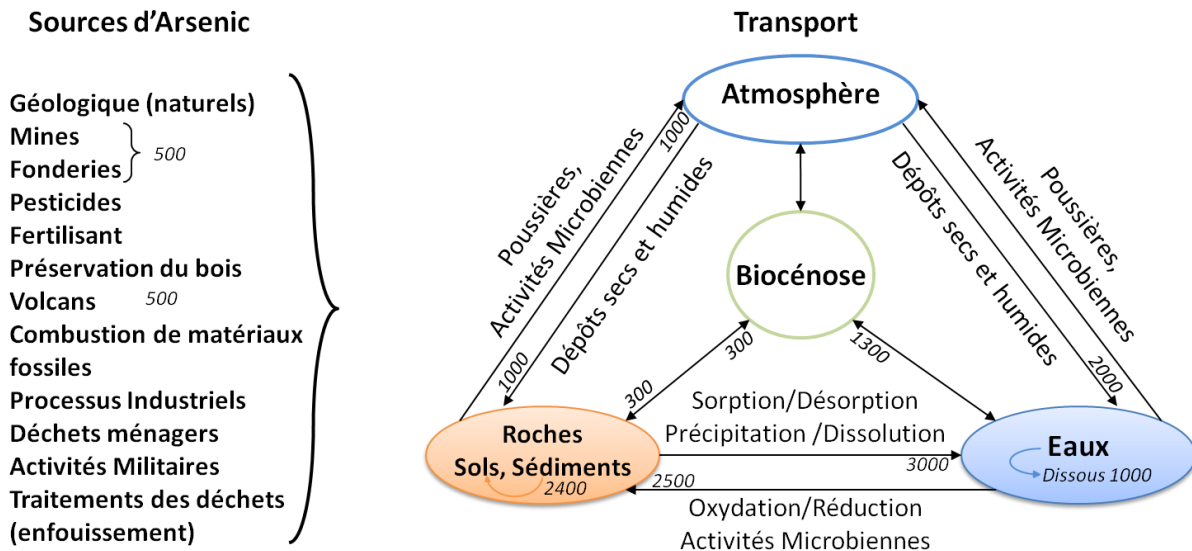 Sources d'Arsenic
Géologique (naturels)
Mines
Fonderies
500
Pesticides
Fertilisant
Préservation du bois
Volcans 500
Combustion de matériaux
fossiles
Processus Industriels
Déchets ménagers
Activités Militaires
Traitements des déchets
(enfouissement)
Transport
Atmosphère
Poussières,
Activités Microbiennes
1000
Dépôts secs et humides
1000
Poussières,
Activités Microbiennes
Dépôts secs et humides
2000
Biocénose
300
300
1300
Sorption/Désorption
Précipitation /Dissolution
3000
2500
Oxydation/Réduction
Activités Microbiennes
Roches
Sols, Sédiments
2400
Eaux
Dissous 1000